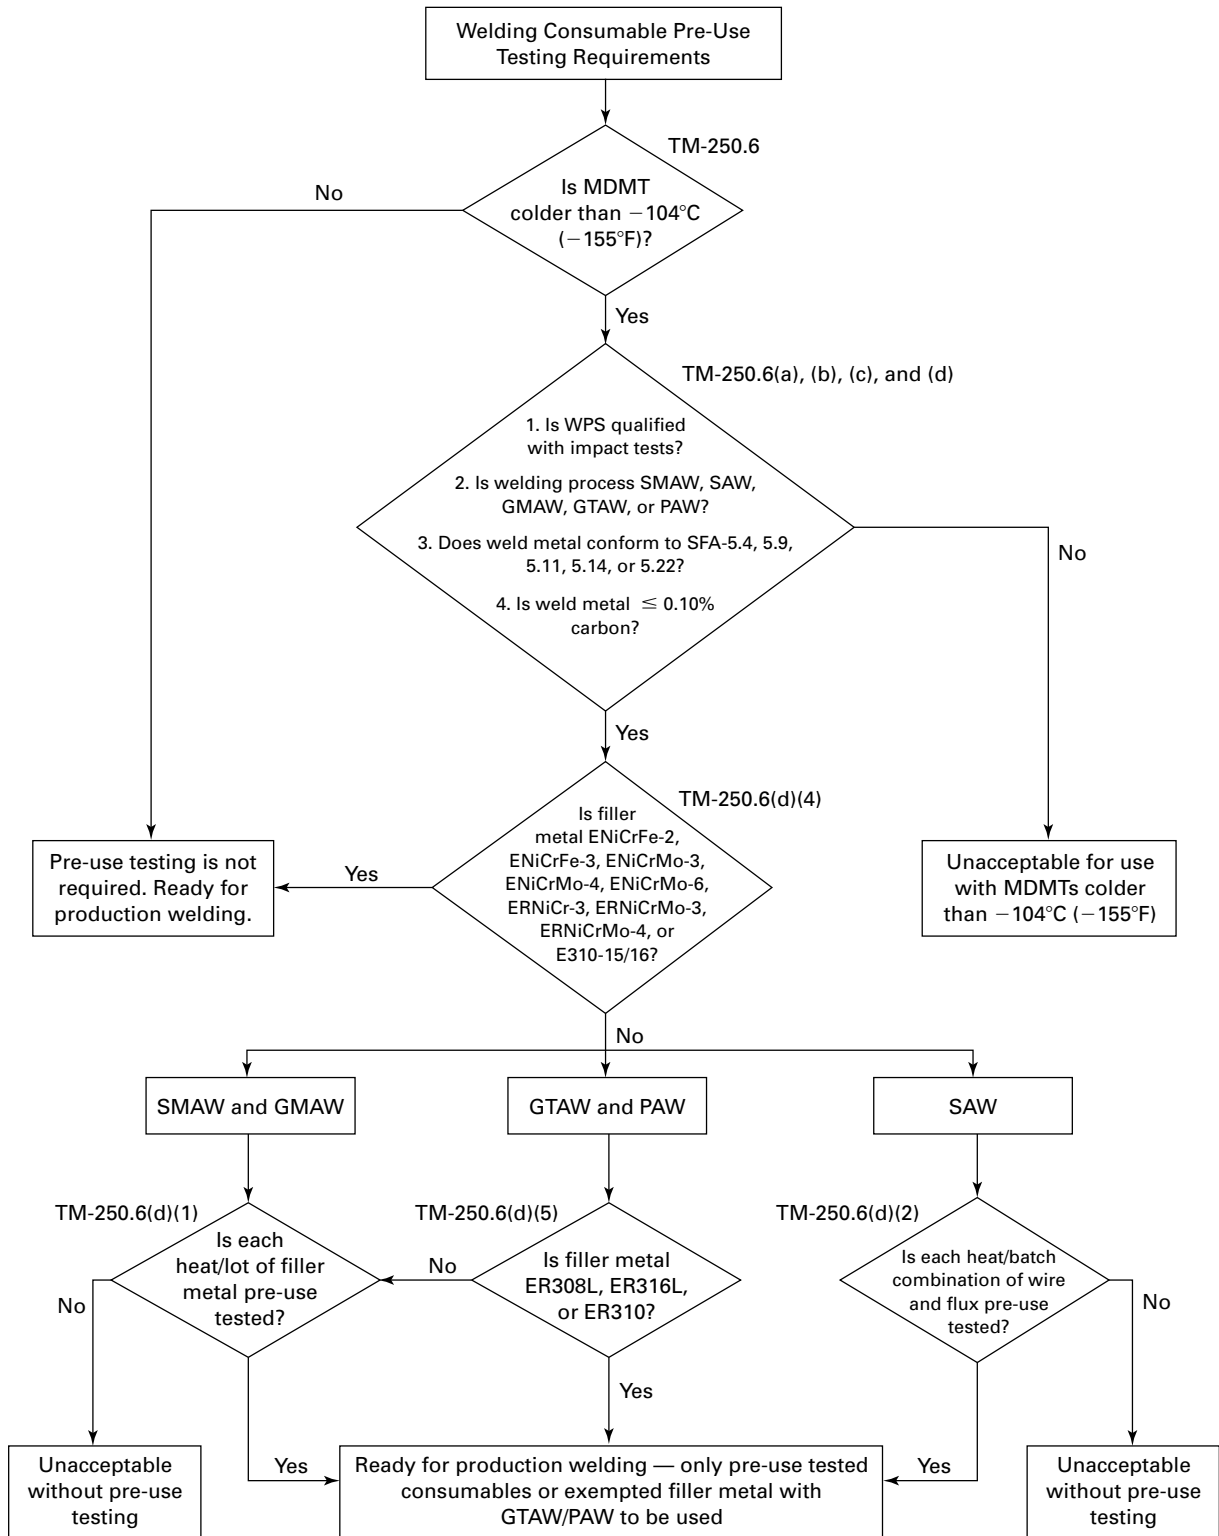 Welding Consumable Pre-Use
Testing Requirements
TM-250.6
No
Is MDMT
colder than −104°C
(−155°F)?
Yes
TM-250.6(a), (b), (c), and (d)
1. Is WPS qualified
with impact tests?
2. Is welding process SMAW, SAW,
GMAW, GTAW, or PAW?
3. Does weld metal conform to SFA-5.4, 5.9,
5.11, 5.14, or 5.22?
4. Is weld metal ≤ 0.10%
carbon?
No
Yes
TM-250.6(d)(4)
Is filler
metal ENiCrFe-2,
ENiCrFe-3, ENiCrMo-3,
ENiCrMo-4, ENiCrMo-6,
ERNiCr-3, ERNiCrMo-3,
ERNiCrMo-4, or
E310-15/16?
Yes
Pre-use testing is not
required. Ready for
production welding.
Unacceptable for use
with MDMTs colder
than −104°C (−155°F)
No
SMAW and GMAW
GTAW and PAW
SAW
TM-250.6(d)(1)
Is each
heat/lot of filler
metal pre-use
tested?
No
TM-250.6(d)(5)
Is filler metal
ER308L, ER316L,
or ER310?
No
TM-250.6(d)(2)
Is each heat/batch
combination of wire
and flux pre-use
tested?
No
Yes
Unacceptable
without pre-use
testing
Yes
Ready for production welding — only pre-use tested
consumables or exempted filler metal with
GTAW/PAW to be used
Yes
Unacceptable
without pre-use
testing